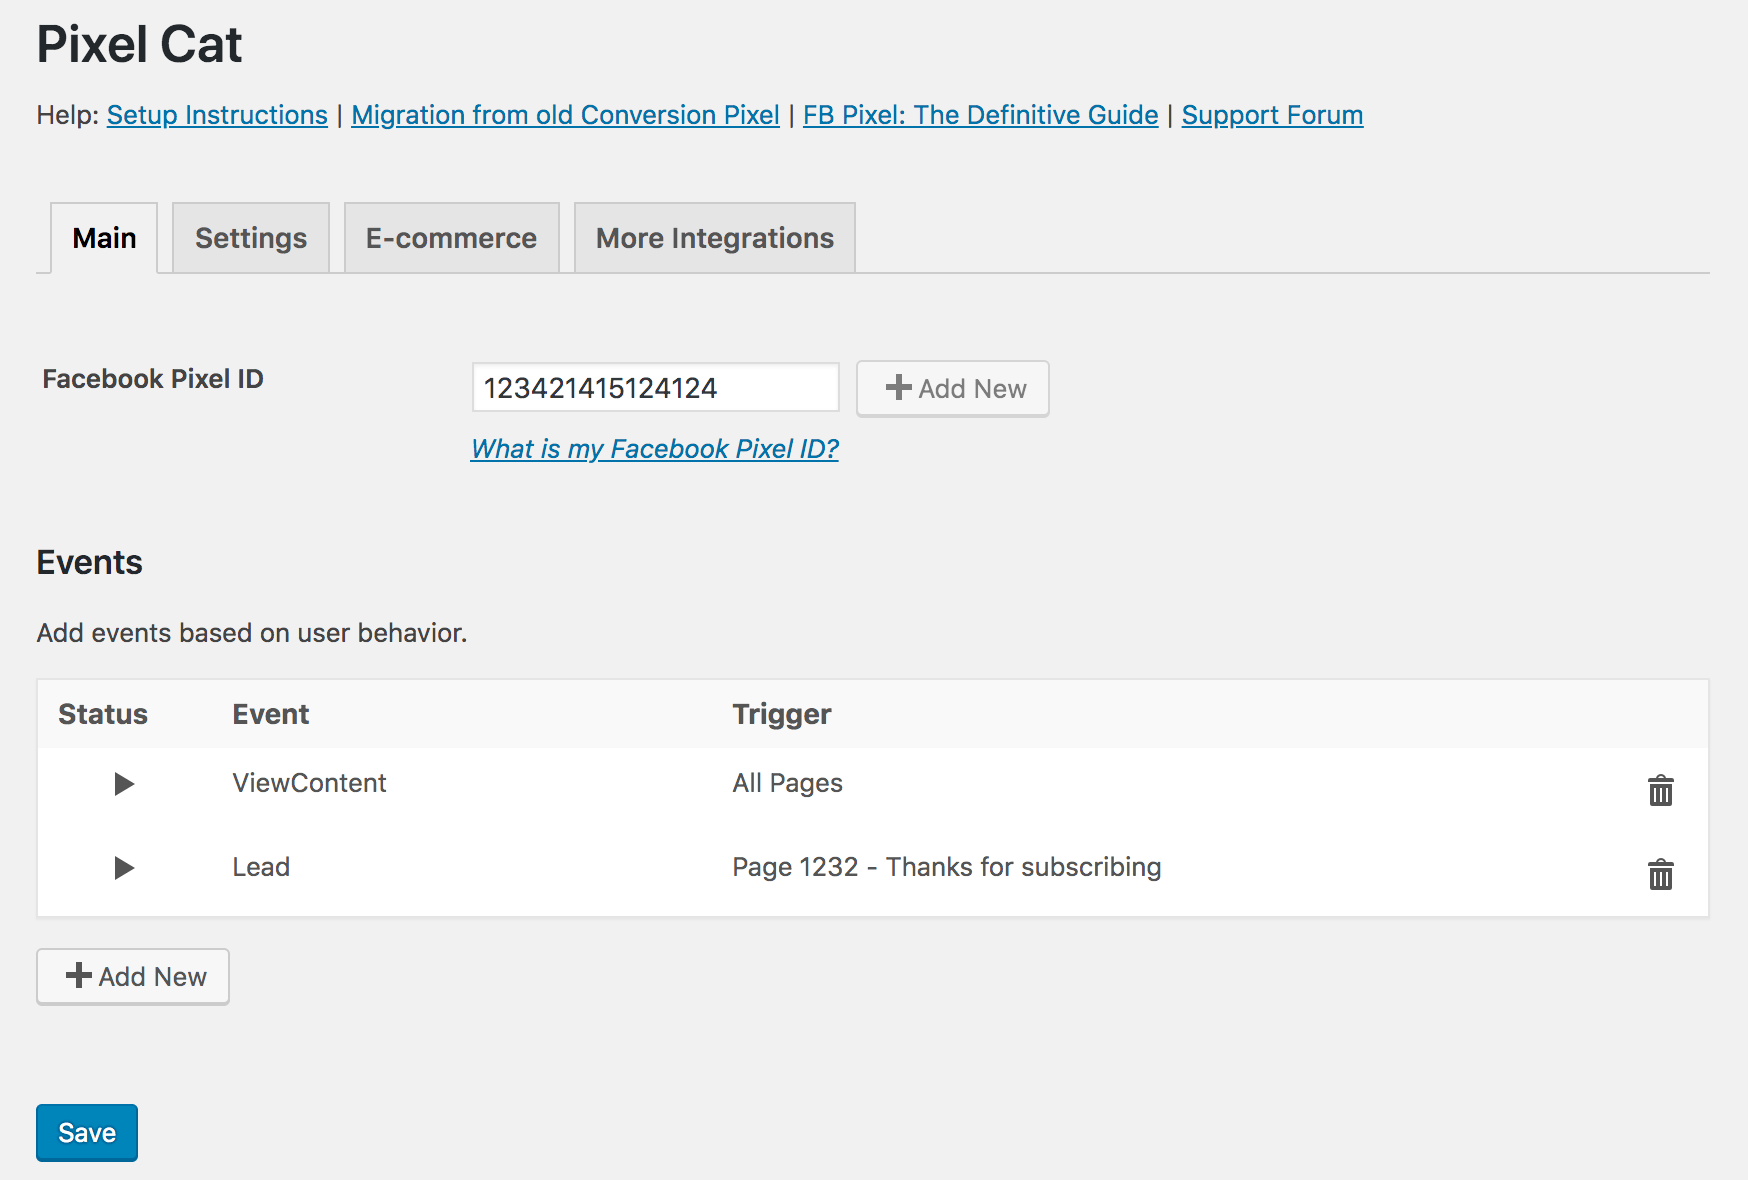 Pixel Cat
Help: Setup Instructions | Migration from old Conversion Pixel | FB Pixel: The Definitive Guide | Support Forum
Main Settings E-commerce More Integrations
Facebook Pixel ID 123421415124124 Add New
What is my Facebook Pixel ID?
Events
Add events based on user behavior.
Status Event Trigger
ViewContent All Pages
Lead Page 1232 - Thanks for subscribing
Add New
Save